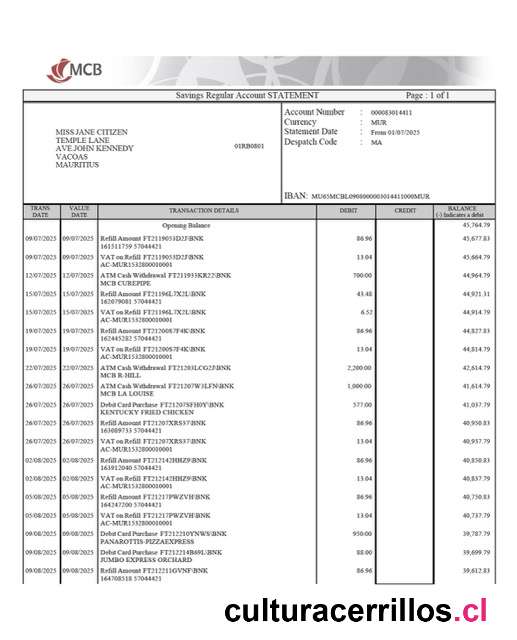 MCB
Savings Regular Account STATEMENT Page : 1 of 1
Account Number : 000083014411
Currency : MUR
Statement Date : From 01/07/2025
Despatch Code : MA
MISS JANE CITIZEN
TEMPLE LANE
AVE JOHN KENNEDY
VACOAS
MAURITIUS
01RB0801
IBAN: MU65MCBL0908000003014411000MUR
TRANS DATE VALUE DATE TRANSACTION DETAILS DEBIT CREDIT BALANCE (-) Indicates a debit
Opening Balance 45,764.79
09/07/2025 09/07/2025 Refill Amount FT2119053D2J\BNK 86.96 45,677.83
161511759 57044421
09/07/2025 09/07/2025 VAT on Refill FT2119053D2J\BNK 13.04 45,664.79
AC-MUR1532800010001
12/07/2025 12/07/2025 ATM Cash Withdrawal FT211935KR22\BNK 700.00 44,964.79
MCB CUREPIPE
15/07/2025 15/07/2025 Refill Amount FT21196L7X2L\BNK 43.48 44,921.31
162079081 57044421
15/07/2025 15/07/2025 VAT on Refill FT21196L7X2L\BNK 6.52 44,914.79
AC-MUR1532800010001
19/07/2025 19/07/2025 Refill Amount FT21200S7F4K\BNK 86.96 44,827.83
162445282 57044421
19/07/2025 19/07/2025 VAT on Refill FT21200S7F4K\BNK 13.04 44,814.79
AC-MUR1532800010001
22/07/2025 22/07/2025 ATM Cash Withdrawal FT21203LCG2J\BNK 2,200.00 42,614.79
MCB R-HILL
26/07/2025 26/07/2025 ATM Cash Withdrawal FT21207W3LFN\BNK 1,000.00 41,614.79
MCB LA LOUISE
26/07/2025 26/07/2025 Debit Card Purchase FT21207SFH0Y\BNK 577.00 41,037.79
KENTUCKY FRIED CHICKEN
26/07/2025 26/07/2025 Refill Amount FT21207XRS37\BNK 86.96 40,950.83
163089733 57044421
26/07/2025 26/07/2025 VAT on Refill FT21207XRS37\BNK 13.04 40,937.79
AC-MUR1532800010001
02/08/2025 02/08/2025 Refill Amount FT212142HHZ9\BNK 86.96 40,850.83
163912040 57044421
02/08/2025 02/08/2025 VAT on Refill FT212142HHZ9\BNK 13.04 40,837.79
AC-MUR1532800010001
05/08/2025 05/08/2025 Refill Amount FT21217PWZVH\BNK 86.96 40,750.83
164247200 57044421
05/08/2025 05/08/2025 VAT on Refill FT21217PWZVH\BNK 13.04 40,737.79
AC-MUR1532800010001
09/08/2025 09/08/2025 Debit Card Purchase FT212210YNWS\BNK 950.00 39,787.79
PANAROTTIS-PIZZAEXPRESS
09/08/2025 09/08/2025 Debit Card Purchase FT212214B69L\BNK 88.00 39,699.79
JUMBO EXPRESS ORCHARD
09/08/2025 09/08/2025 Refill Amount FT212211GVNF\BNK 86.96 39,612.83
164708518 57044421
culturacerrillos.cl